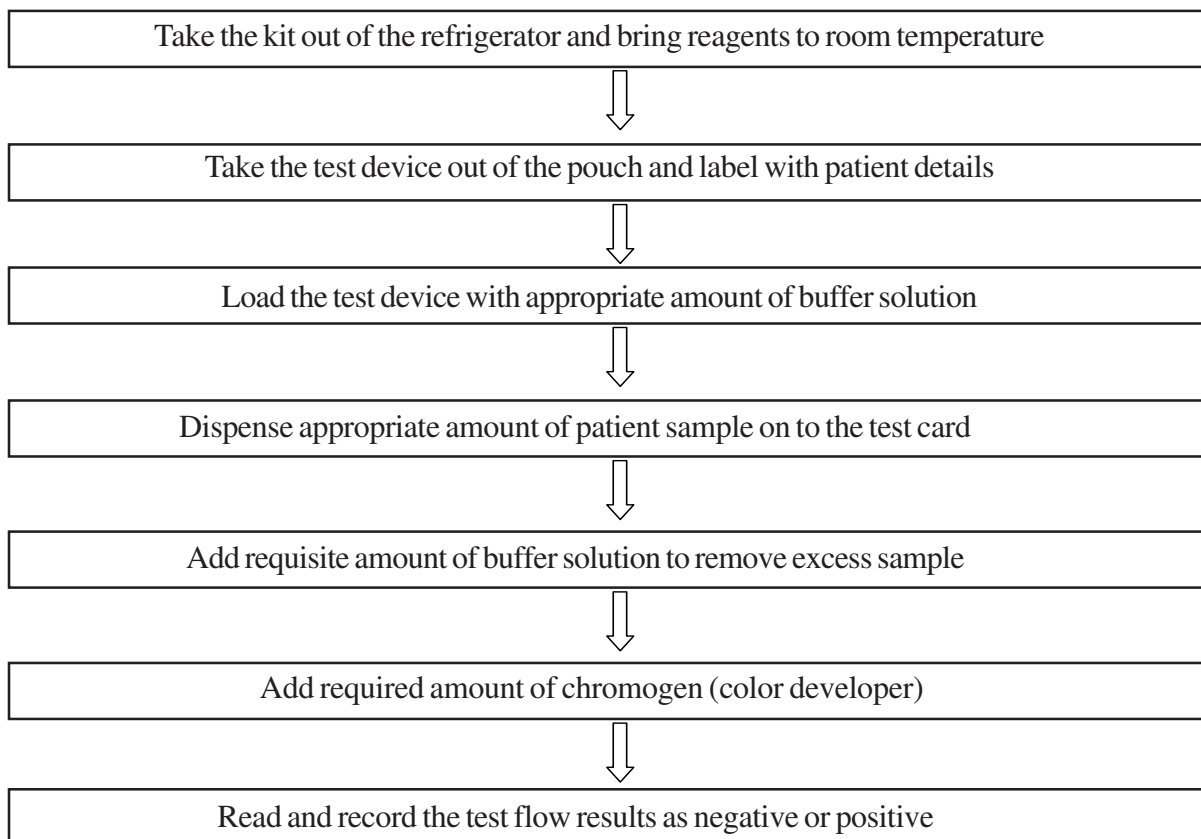 Take the kit out of the refrigerator and bring reagents to room temperature
Take the test device out of the pouch and label with patient details
Load the test device with appropriate amount of buffer solution
Dispense appropriate amount of patient sample on to the test card
Add requisite amount of buffer solution to remove excess sample
Add required amount of chromogen (color developer)
Read and record the test flow results as negative or positive